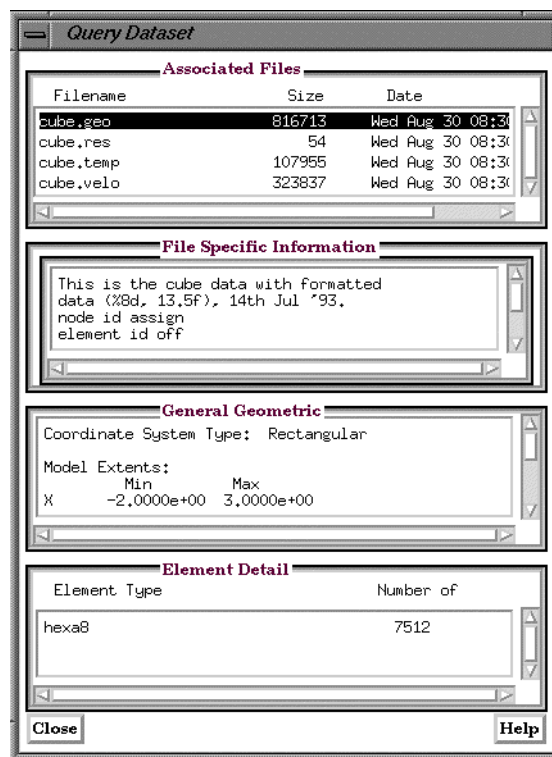 Query Dataset
Associated Files
Filename Size Date
cube.geo 816713 Wed Aug 30 08:30
cube.res 54 Wed Aug 30 08:30
cube.temp 107955 Wed Aug 30 08:30
cube.velo 323837 Wed Aug 30 08:30
File Specific Information
This is the cube data with formatted
data (%8d, 13.5f), 14th Jul ´93.
node id assign
element id off
General Geometric
Coordinate System Type: Rectangular
Model Extents:
Min Max
X -2.0000e+00 3.0000e+00
Element Detail
Element Type Number of
hexa8 7512
Close Help